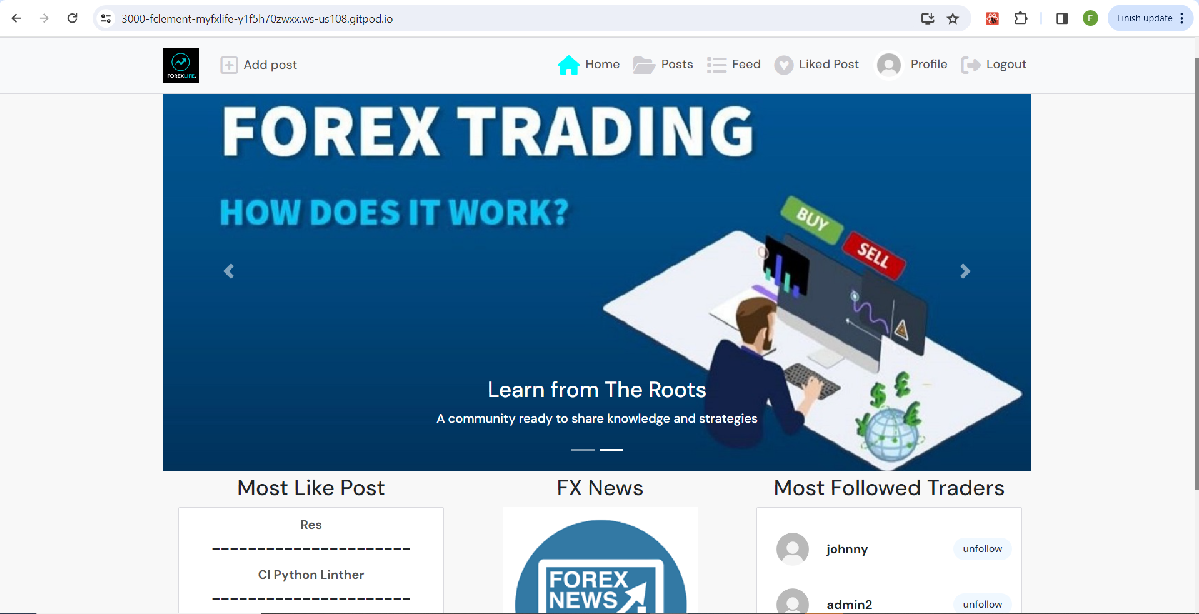 3000-fclement-myfxlife-y1f5h70zwxx.ws-us108.gitpod.io
F
Finish update
FOREXLIFE.
Add post
Home
Posts
Feed
Liked Post
Profile
Logout
FOREX TRADING
HOW DOES IT WORK?
BUY
SELL
Learn from The Roots
A community ready to share knowledge and strategies
Most Like Post
FX News
Most Followed Traders
Res
----------------------
CI Python Linther
----------------------
FOREX
NEWS
johnny
unfollow
admin2
unfollow